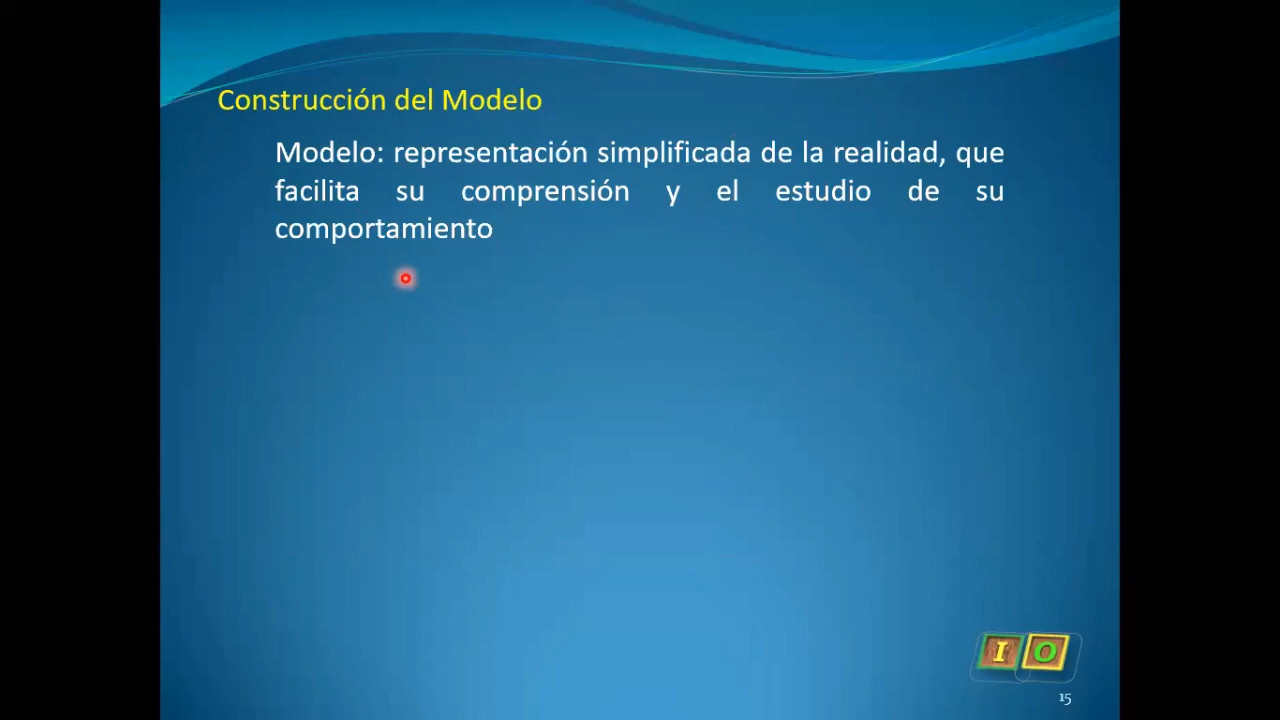 Construcción del Modelo
Modelo: representación simplificada de la realidad, que
facilita su comprensión y el estudio de su
comportamiento
I O
15